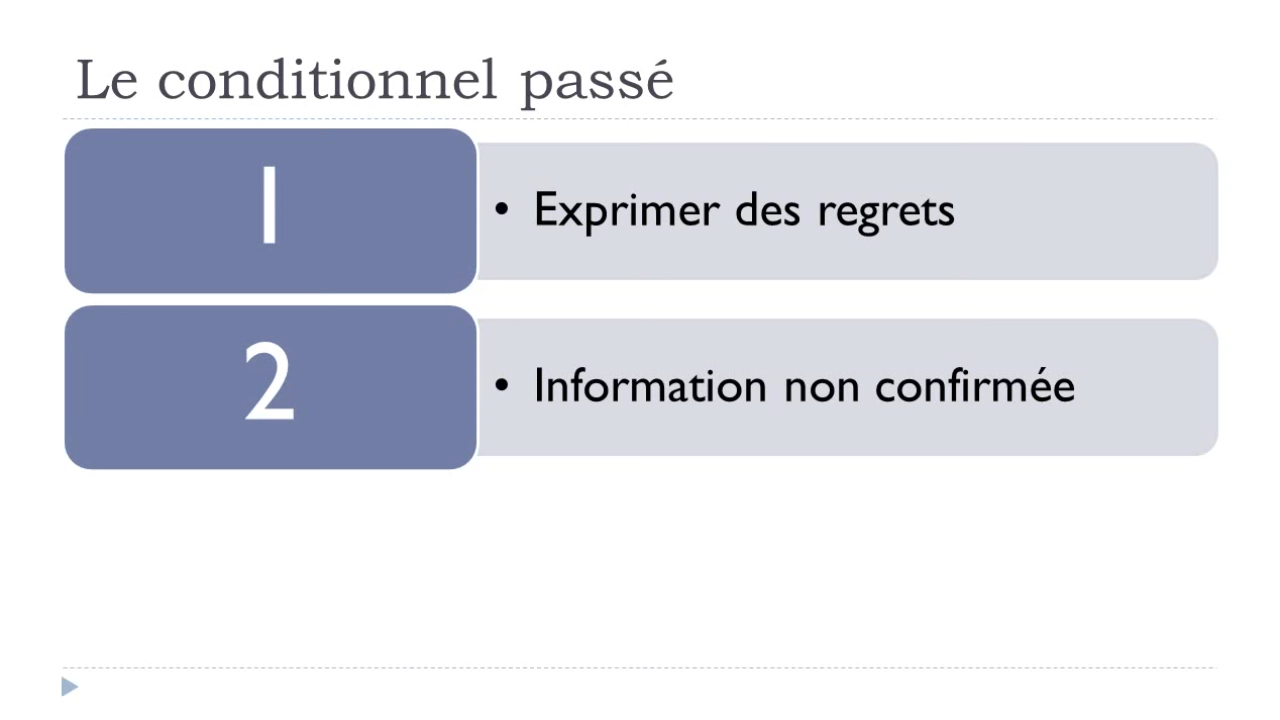 Le conditionnel passé
1
• Exprimer des regrets
2
• Information non confirmée